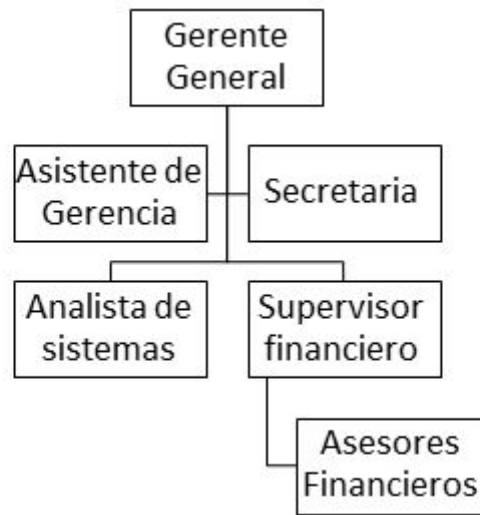 Gerente
General
Asistente de
Gerencia
Secretaria
Analista de
sistemas
Supervisor
financiero
Asesores
Financieros